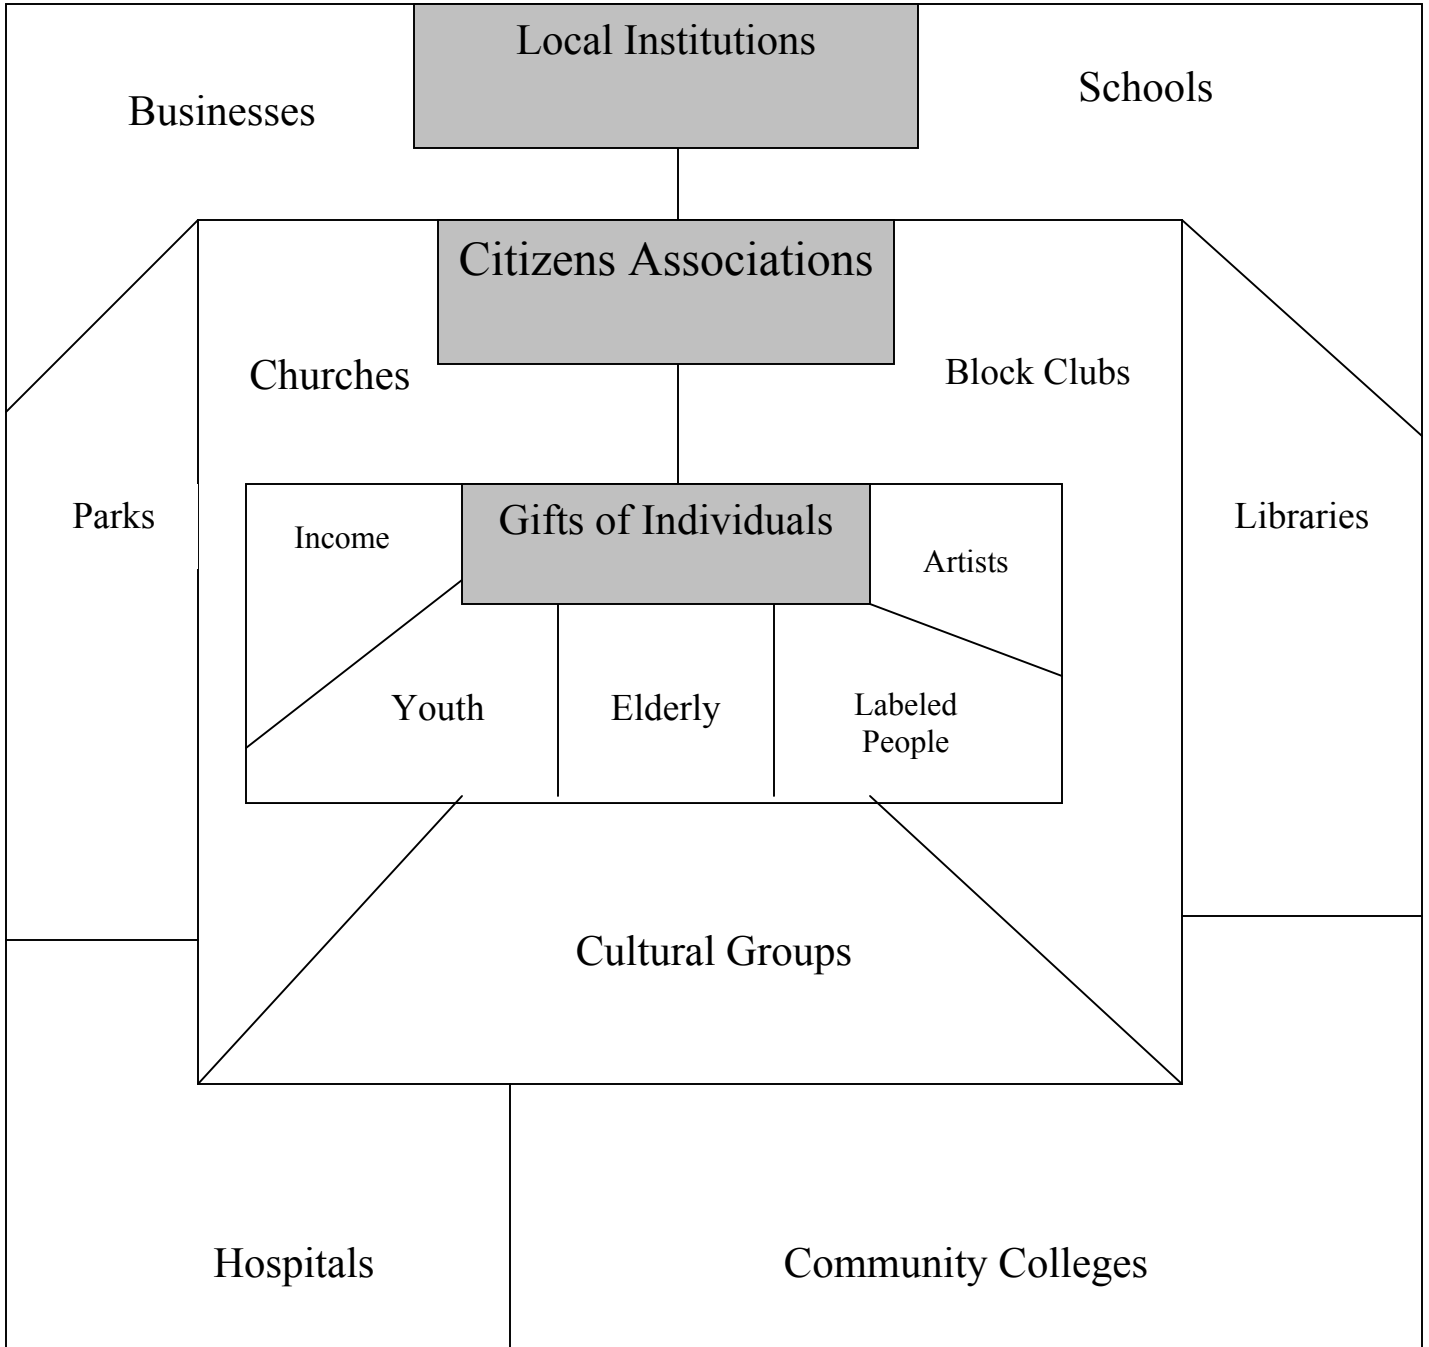 Local Institutions
Businesses
Schools
Citizens Associations
Churches
Block Clubs
Parks
Libraries
Gifts of Individuals
Income
Artists
Youth
Elderly
Labeled
People
Cultural Groups
Hospitals
Community Colleges